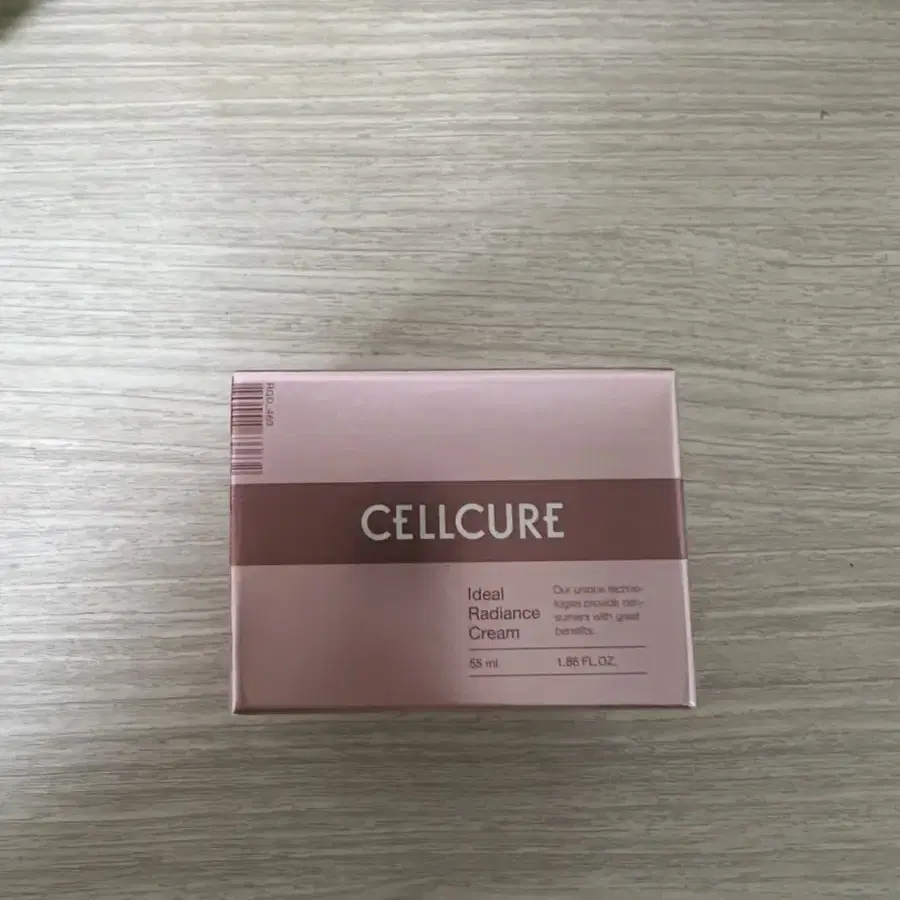 CELLCURE
Ideal
Radiance
Cream
Our unique techno-
logies provide con-
sumers with great
benefits.
55 ml
1.86 FL.OZ.